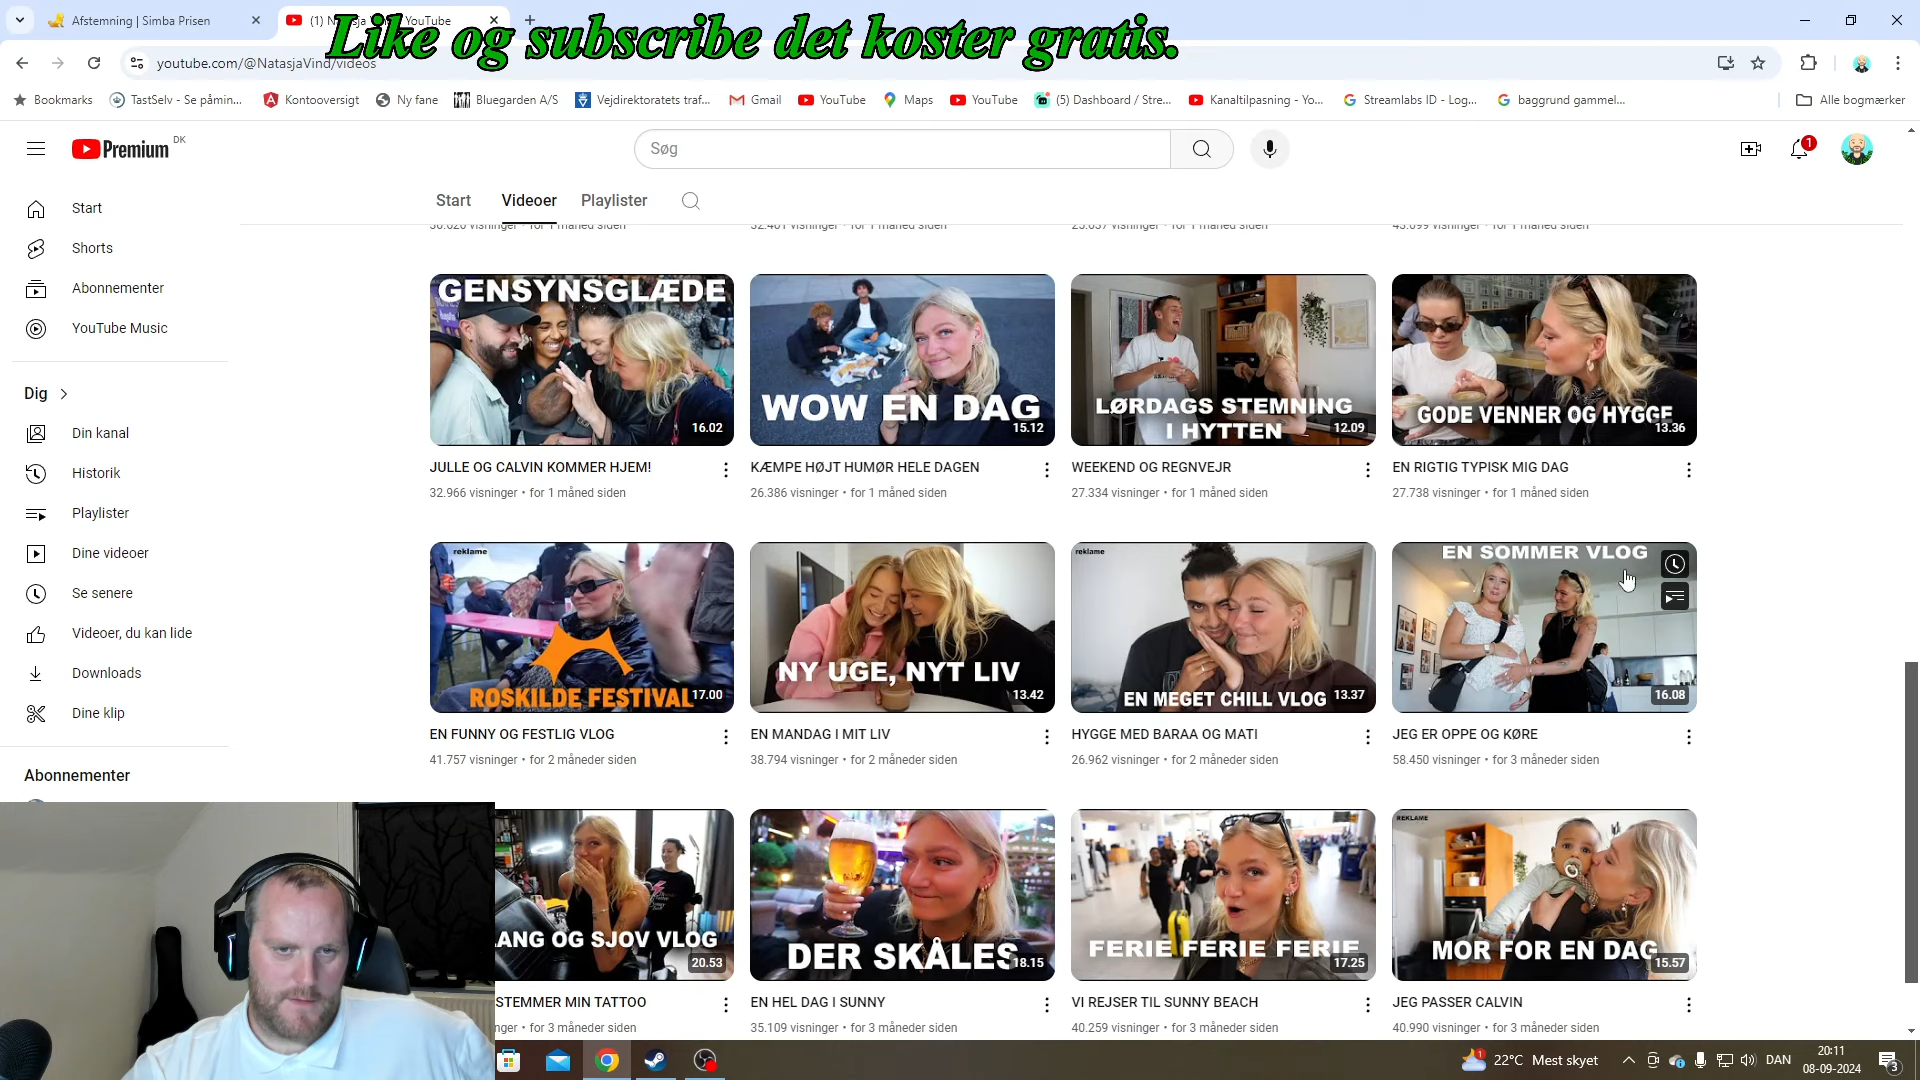 Afstemning | Simba Prisen
Like og subscribe det koster gratis.
youtube.com/@NatasjaVind/videos
Bookmarks
TastSelv - Se påmin...
Kontooversigt
Ny fane
Bluegarden A/S
Vejdirektoratets traf...
Gmail
YouTube
Maps
YouTube
(5) Dashboard / Stre...
Kanaltilpasning - Yo...
Streamlabs ID - Log...
baggrund gammel...
Alle bogmærker
Premium DK
Søg
1
Start
Videoer
Playlister
Start
Shorts
Abonnementer
YouTube Music
Dig
Din kanal
Historik
Playlister
Dine videoer
Se senere
Videoer, du kan lide
Downloads
Dine klip
Abonnementer
GENSYNSGLÆDE
16.02
JULLE OG CALVIN KOMMER HJEM!
32.966 visninger • for 1 måned siden
WOW EN DAG
15.12
KÆMPE HØJT HUMØR HELE DAGEN
26.386 visninger • for 1 måned siden
LØRDAGS STEMNING
I HYTTEN
12.09
WEEKEND OG REGNVEJR
27.334 visninger • for 1 måned siden
GODE VENNER OG HYGGE
13.36
EN RIGTIG TYPISK MIG DAG
27.738 visninger • for 1 måned siden
reklame
ROSKILDE FESTIVAL
17.00
EN FUNNY OG FESTLIG VLOG
41.757 visninger • for 2 måneder siden
NY UGE, NYT LIV
13.42
EN MANDAG I MIT LIV
38.794 visninger • for 2 måneder siden
reklame
EN MEGET CHILL VLOG
13.37
HYGGE MED BARAA OG MATI
26.962 visninger • for 2 måneder siden
EN SOMMER VLOG
16.08
JEG ER OPPE OG KØRE
58.450 visninger • for 3 måneder siden
OG SJOV VLOG
20.53
STEMMER MIN TATTOO
• for 3 måneder siden
DER SKÅLES
18.15
EN HEL DAG I SUNNY
35.109 visninger • for 3 måneder siden
FERIE FERIE FERIE
17.25
VI REJSER TIL SUNNY BEACH
40.259 visninger • for 3 måneder siden
REKLAME
MOR FOR EN DAG
15.57
JEG PASSER CALVIN
40.990 visninger • for 3 måneder siden
22°C Mest skyet
DAN
20:11
08-09-2024
3